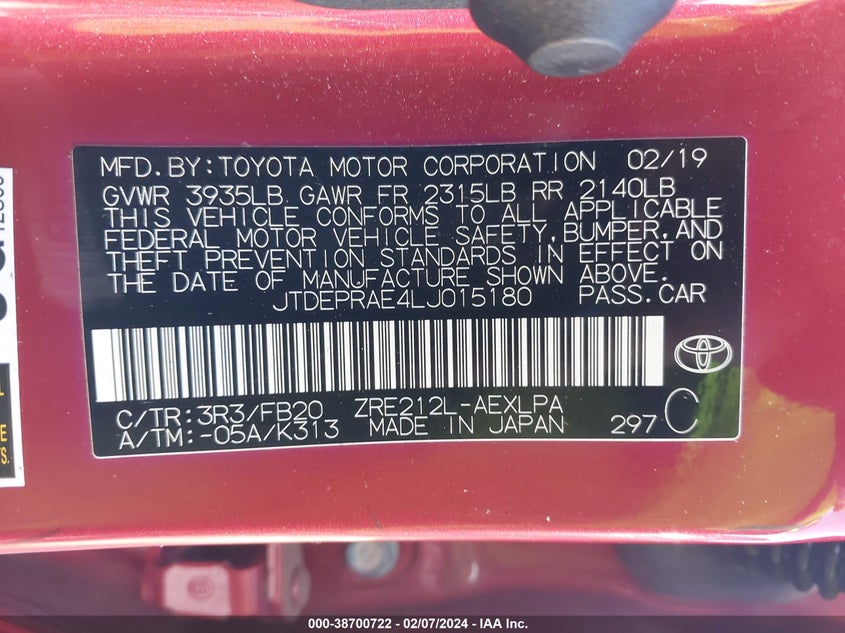 MFD.BY:TOYOTA MOTOR CORPORATION 02/19
GVWR 3935LB GAWR FR 2315LB RR 2140LB
THIS VEHICLE CONFORMS TO ALL APPLICABLE
FEDERAL MOTOR VEHICLE SAFETY,BUMPER,AND
THEFT PREVENTION STANDARDS IN EFFECT ON
THE DATE OF MANUFACTURE SHOWN ABOVE.
JTDEPRAE4LJ015180 PASS.CAR
C/TR:3R3/FB20 ZRE212L-AEXLPA
A/TM:-05A/K313 MADE IN JAPAN 297 C
000-38700722 - 02/07/2024 - IAA Inc.